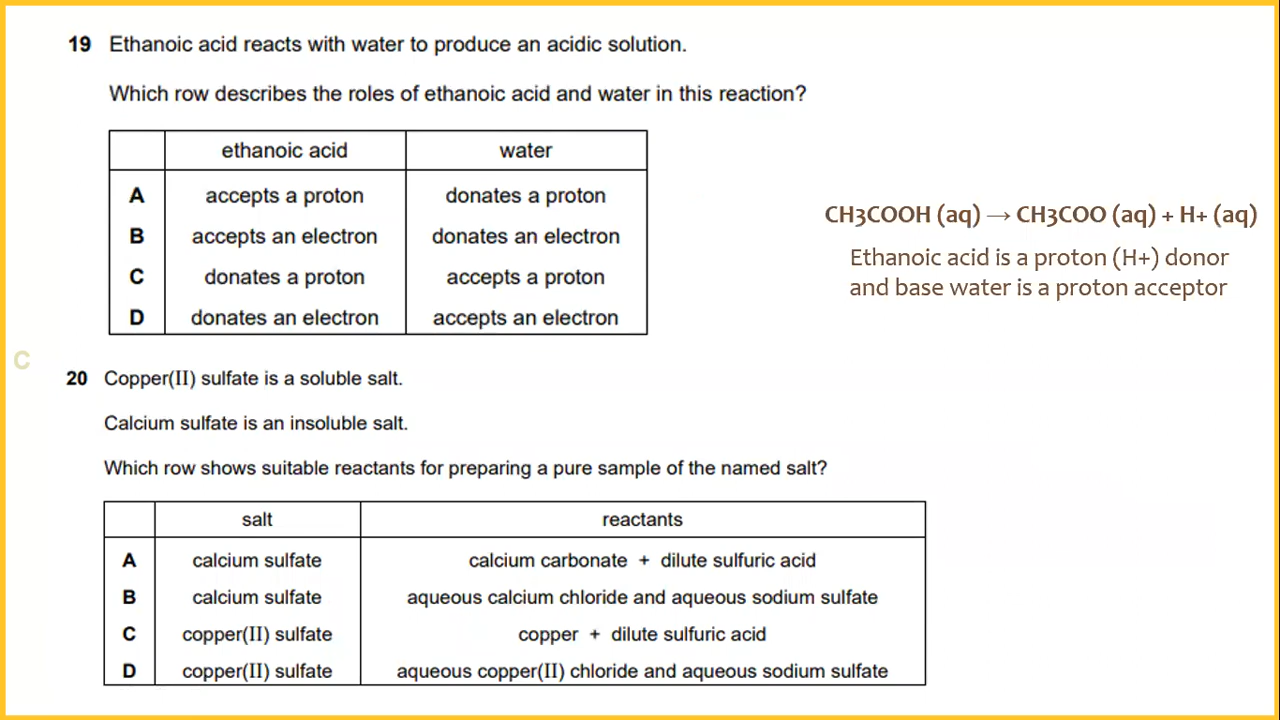 19 Ethanoic acid reacts with water to produce an acidic solution.
Which row describes the roles of ethanoic acid and water in this reaction?
ethanoic acid water
A accepts a proton donates a proton
B accepts an electron donates an electron
C donates a proton accepts a proton
D donates an electron accepts an electron
CH3COOH (aq) → CH3COO (aq) + H+ (aq)
Ethanoic acid is a proton (H+) donor
and base water is a proton acceptor
C
20 Copper(II) sulfate is a soluble salt.
Calcium sulfate is an insoluble salt.
Which row shows suitable reactants for preparing a pure sample of the named salt?
salt reactants
A calcium sulfate calcium carbonate + dilute sulfuric acid
B calcium sulfate aqueous calcium chloride and aqueous sodium sulfate
C copper(II) sulfate copper + dilute sulfuric acid
D copper(II) sulfate aqueous copper(II) chloride and aqueous sodium sulfate